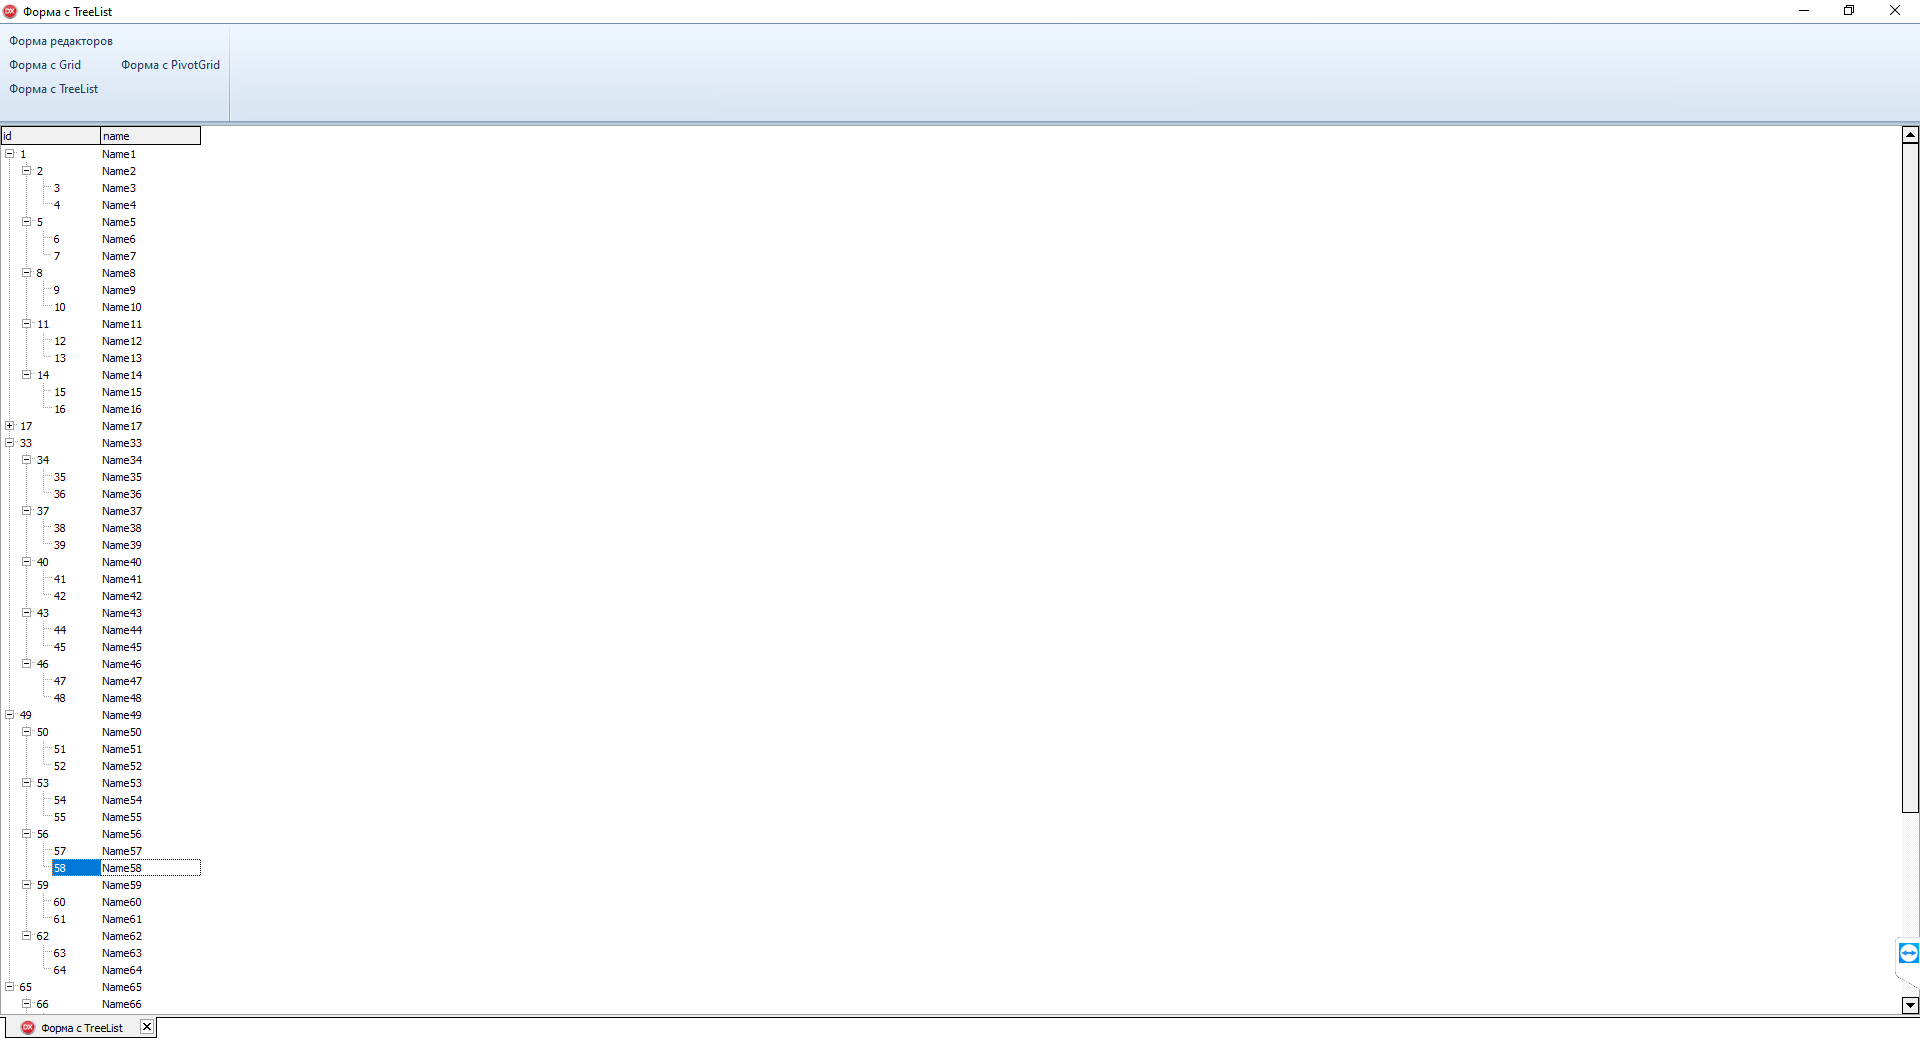 DX Форма с TreeList
Форма редакторов
Форма с Grid Форма с PivotGrid
Форма с TreeList
id name
1 Name1
2 Name2
3 Name3
4 Name4
5 Name5
6 Name6
7 Name7
8 Name8
9 Name9
10 Name10
11 Name11
12 Name12
13 Name13
14 Name14
15 Name15
16 Name16
17 Name17
33 Name33
34 Name34
35 Name35
36 Name36
37 Name37
38 Name38
39 Name39
40 Name40
41 Name41
42 Name42
43 Name43
44 Name44
45 Name45
46 Name46
47 Name47
48 Name48
49 Name49
50 Name50
51 Name51
52 Name52
53 Name53
54 Name54
55 Name55
56 Name56
57 Name57
58 Name58
59 Name59
60 Name60
61 Name61
62 Name62
63 Name63
64 Name64
65 Name65
66 Name66
DX Форма с TreeList